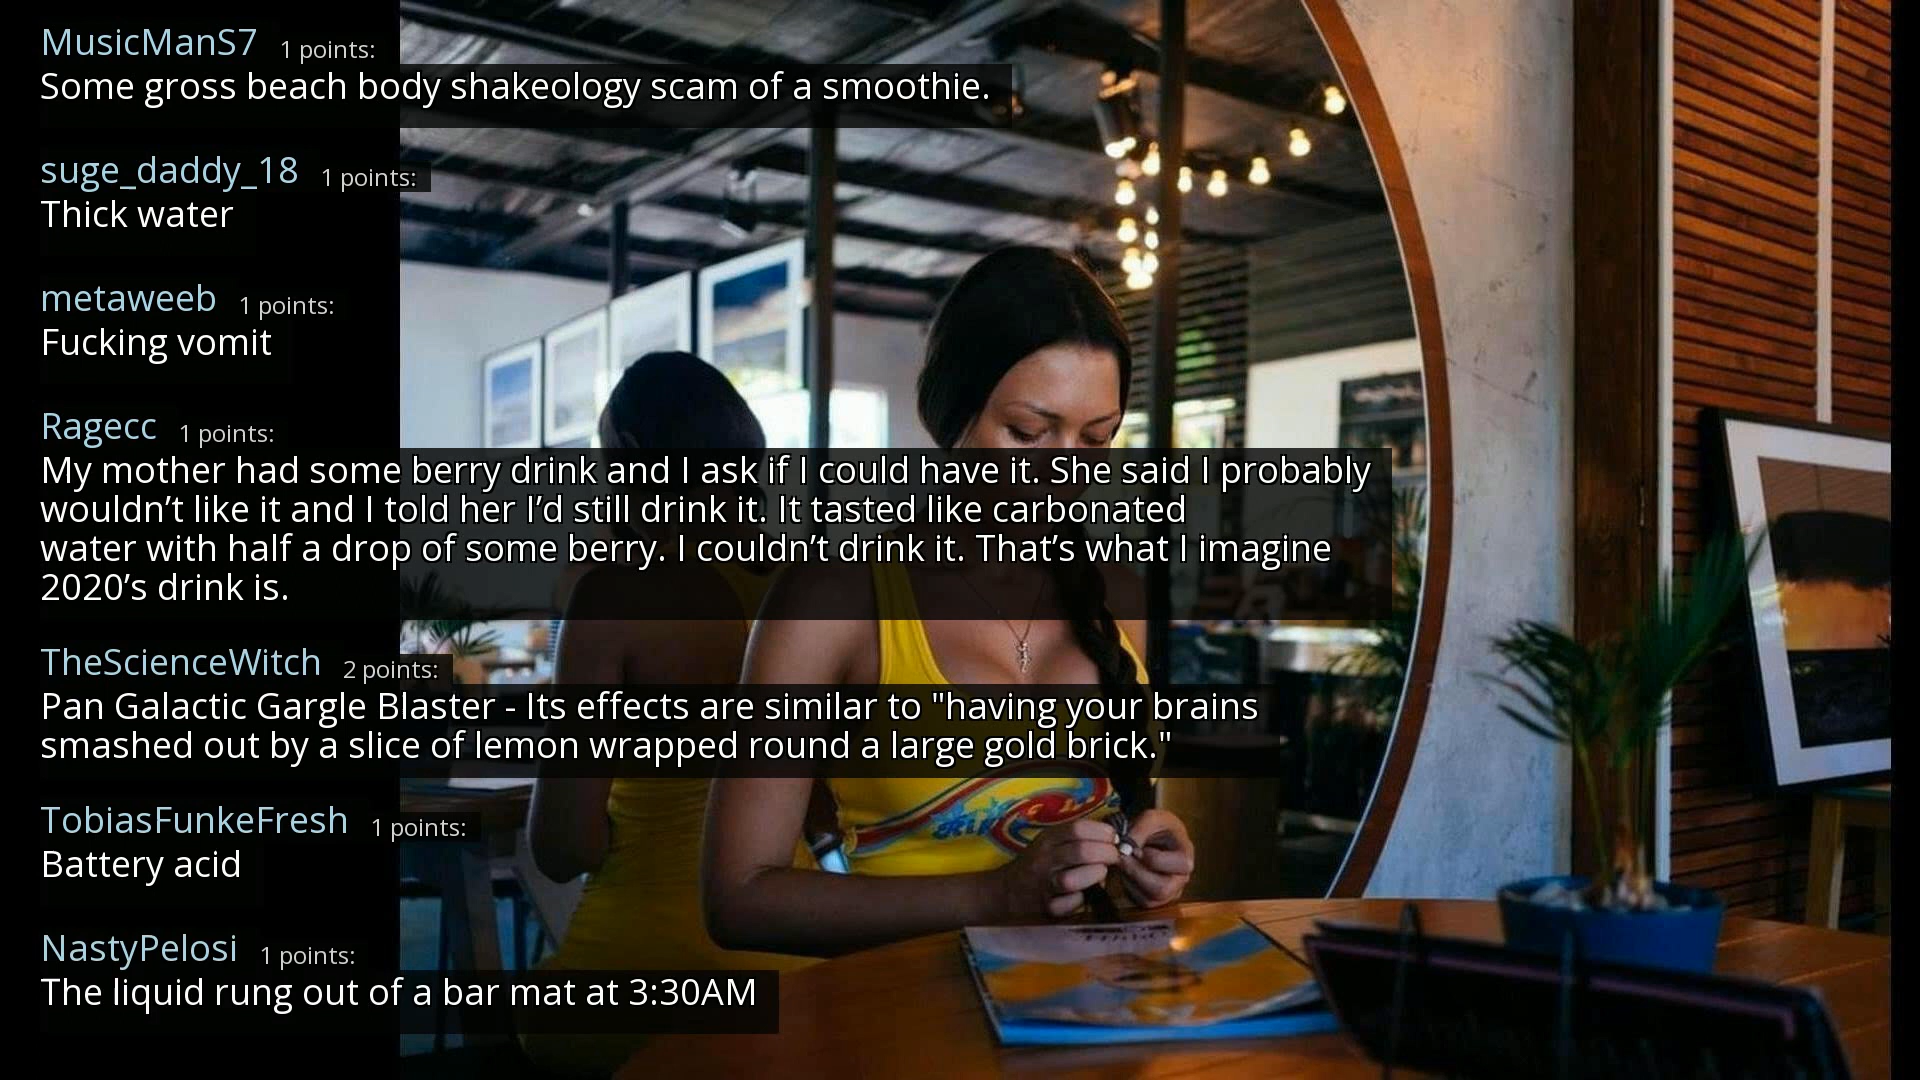 MusicManS7 1 points:
Some gross beach body shakeology scam of a smoothie.
suge_daddy_18 1 points:
Thick water
metaweeb 1 points:
Fucking vomit
Ragecc 1 points:
My mother had some berry drink and I ask if I could have it. She said I probably
wouldn’t like it and I told her I’d still drink it. It tasted like carbonated
water with half a drop of some berry. I couldn’t drink it. That’s what I imagine
2020’s drink is.
TheScienceWitch 2 points:
Pan Galactic Gargle Blaster - Its effects are similar to "having your brains
smashed out by a slice of lemon wrapped round a large gold brick."
TobiasFunkeFresh 1 points:
Battery acid
NastyPelosi 1 points:
The liquid rung out of a bar mat at 3:30AM